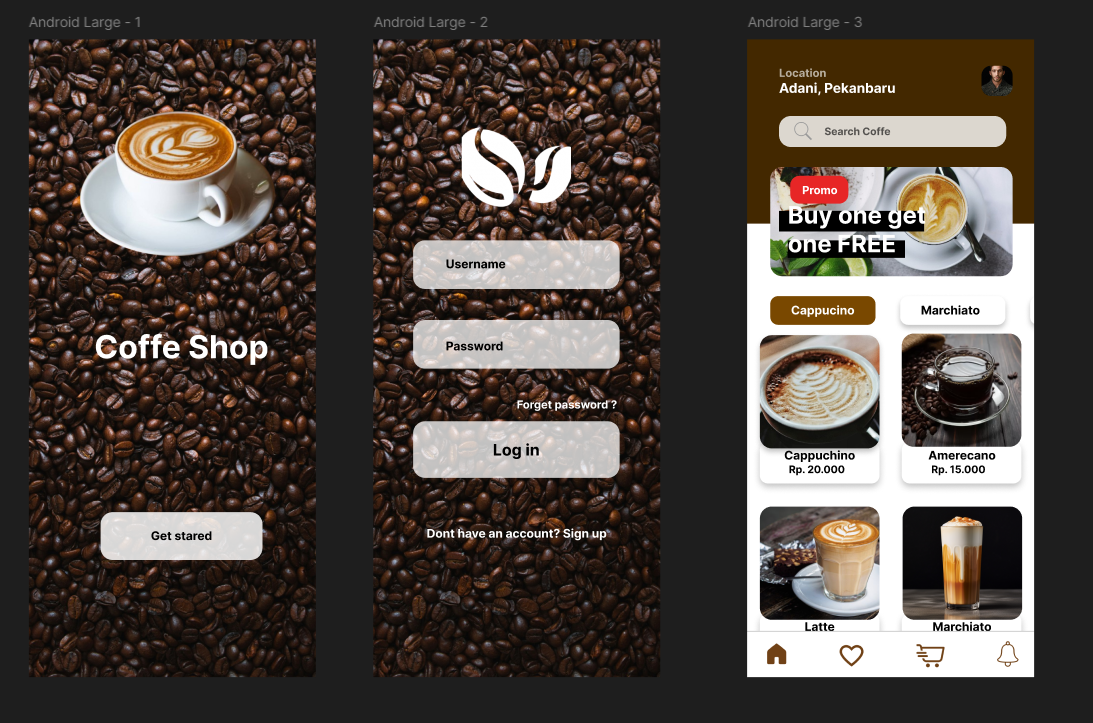 Android Large - 1
Coffe Shop
Get stared
Android Large - 2
Username
Password
Forget password ?
Log in
Dont have an account? Sign up
Android Large - 3
Location
Adani, Pekanbaru
Search Coffe
Promo
Buy one get
one FREE
Cappucino
Marchiato
Cappuchino
Rp. 20.000
Amerecano
Rp. 15.000
Latte
Marchiato